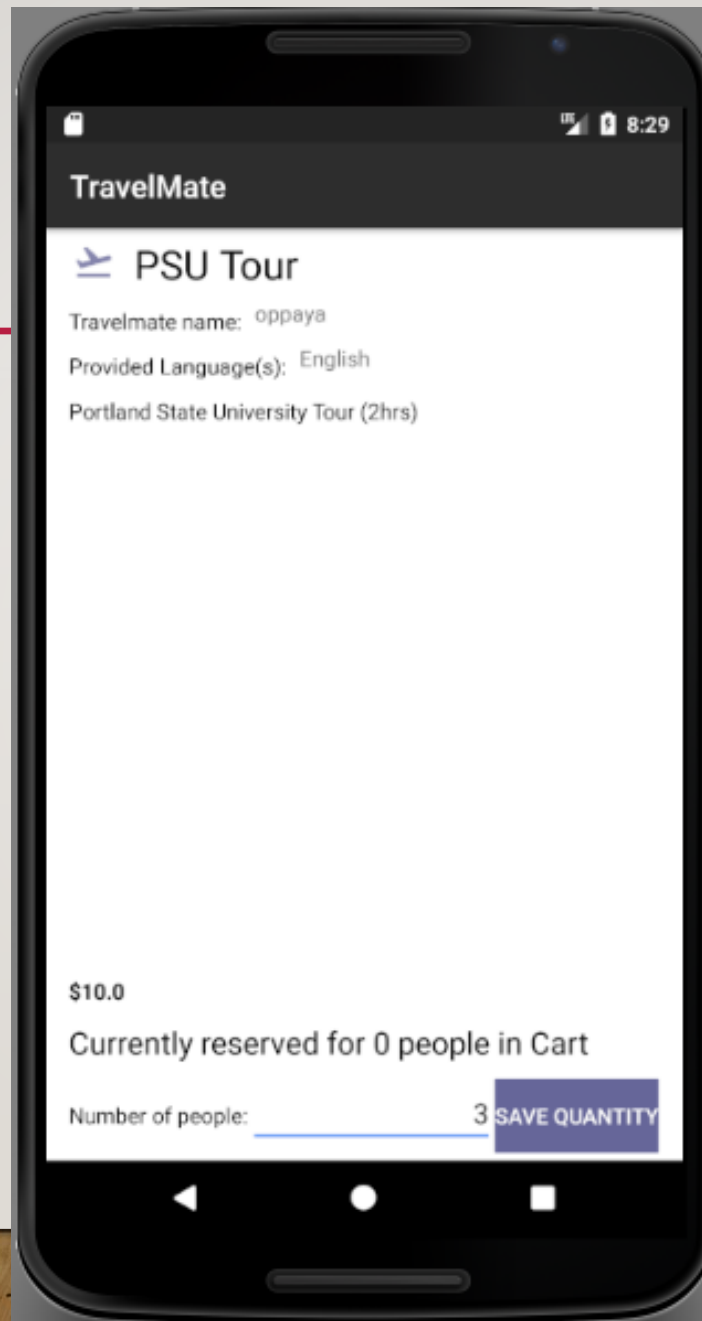 LTE 8:29
TravelMate
PSU Tour
Travelmate name: oppaya
Provided Language(s): English
Portland State University Tour (2hrs)
$10.0
Currently reserved for 0 people in Cart
Number of people: 3 SAVE QUANTITY